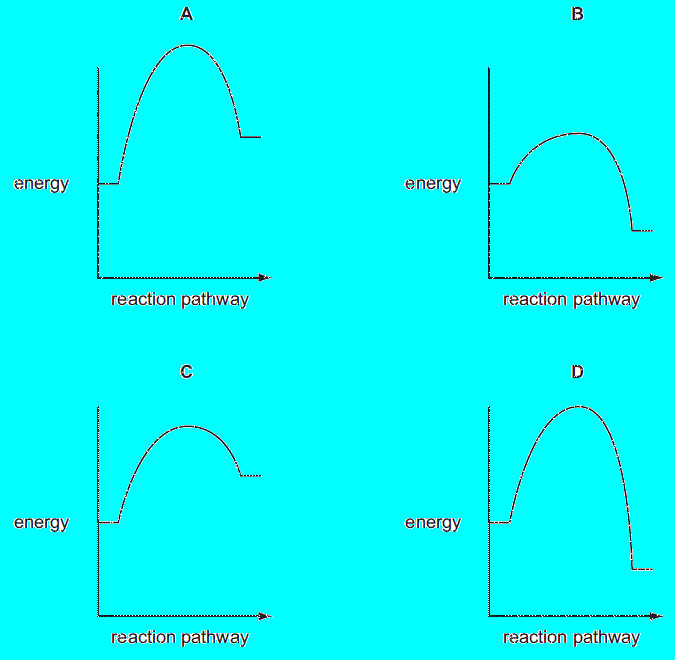 A
B
energy
energy
reaction pathway
reaction pathway
C
D
energy
energy
reaction pathway
reaction pathway